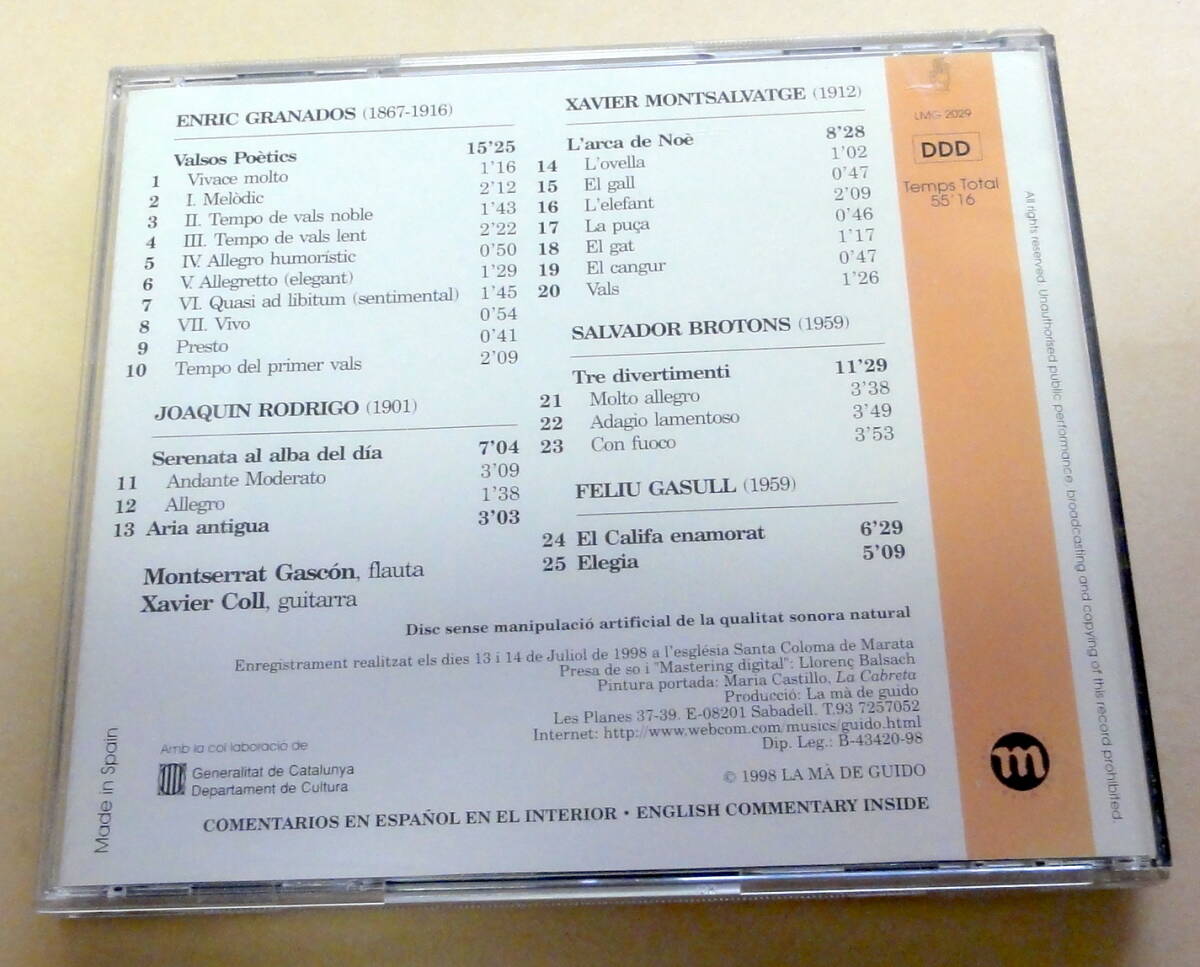 ENRIC GRANADOS (1867-1916)
Valsos Poètics 15'25
1 Vivace molto 1'16
2 I. Melòdic 2'12
3 II. Tempo de vals noble 1'43
4 III. Tempo de vals lent 2'22
5 IV. Allegro humorístic 0'50
6 V. Allegretto (elegant) 1'29
7 VI. Quasi ad libitum (sentimental) 1'45
8 VII. Vivo 0'54
9 Presto 0'41
10 Tempo del primer vals 2'09
JOAQUIN RODRIGO (1901)
Serenata al alba del día 7'04
11 Andante Moderato 3'09
12 Allegro 1'38
13 Aria antigua 3'03
Montserrat Gascón, flauta
Xavier Coll, guitarra
XAVIER MONTSALVATGE (1912)
L'arca de Noè 8'28
14 L'ovella 1'02
15 El gall 0'47
16 L'elefant 2'09
17 La puça 0'46
18 El gat 1'17
19 El cangur 0'47
20 Vals 1'26
SALVADOR BROTONS (1959)
Tre divertimenti 11'29
21 Molto allegro 3'38
22 Adagio lamentoso 3'49
23 Con fuoco 3'53
FELIU GASULL (1959)
24 El Califa enamorat 6'29
25 Elegia 5'09
Disc sense manipulació artificial de la qualitat sonora natural
Enregistrament realitzat els dies 13 i 14 de Juliol de 1998 a l'església Santa Coloma de Marata
Presa de so i "Mastering digital": Llorenç Balsach
Pintura portada: Maria Castillo, La Cabreta
Producció: La mà de guido
Les Planes 37-39. E-08201 Sabadell. T.93 7257052
Internet: http://www.webcom.com/musics/guido.html
Dip. Leg.: B-43420-98
© 1998 LA MÀ DE GUIDO
Amb la col·laboració de
Generalitat de Catalunya
Departament de Cultura
COMENTARIOS EN ESPAÑOL EN EL INTERIOR · ENGLISH COMMENTARY INSIDE
Made in Spain
LMG 2029
DDD
Temps Total
55'16
All rights reserved. Unauthorised public performance, broadcasting and copying of this record prohibited.
m